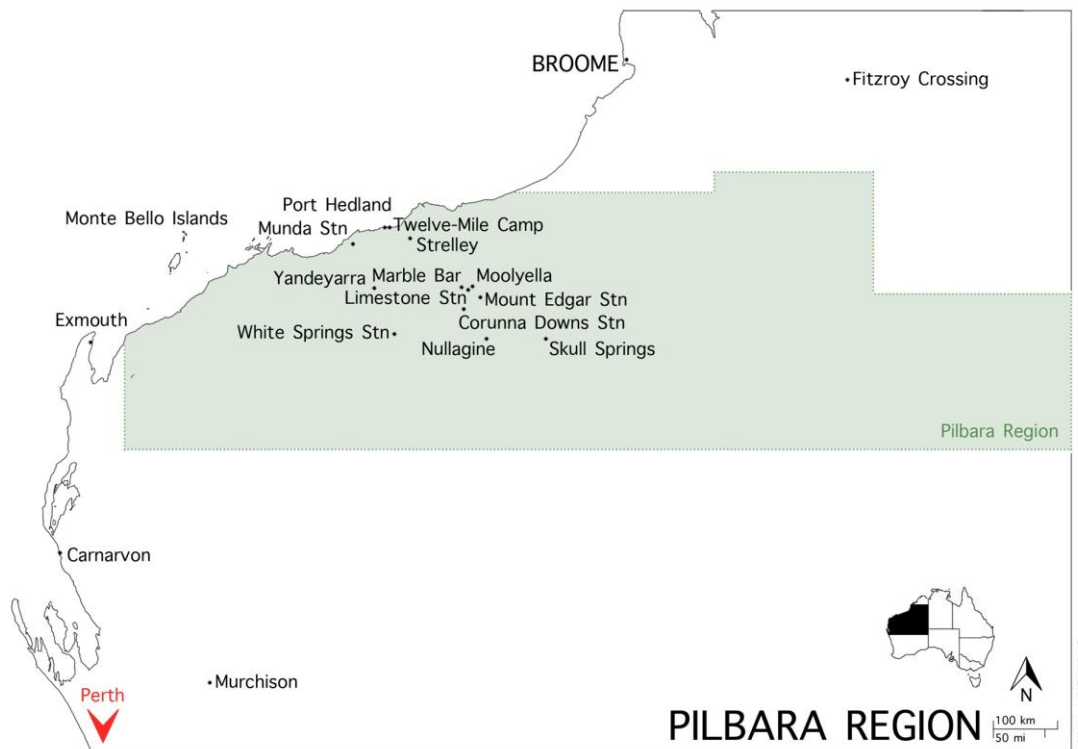 BROOME
Fitzroy Crossing
Port Hedland
Monte Bello Islands
Munda Stn
Twelve-Mile Camp
Strelley
Yandeyarra
Marble Bar
Moolyella
Limestone Stn
Mount Edgar Stn
Exmouth
Corunna Downs Stn
White Springs Stn
Nullagine
Skull Springs
Pilbara Region
Carnarvon
Murchison
Perth
N
PILBARA REGION
100 km
50 mi